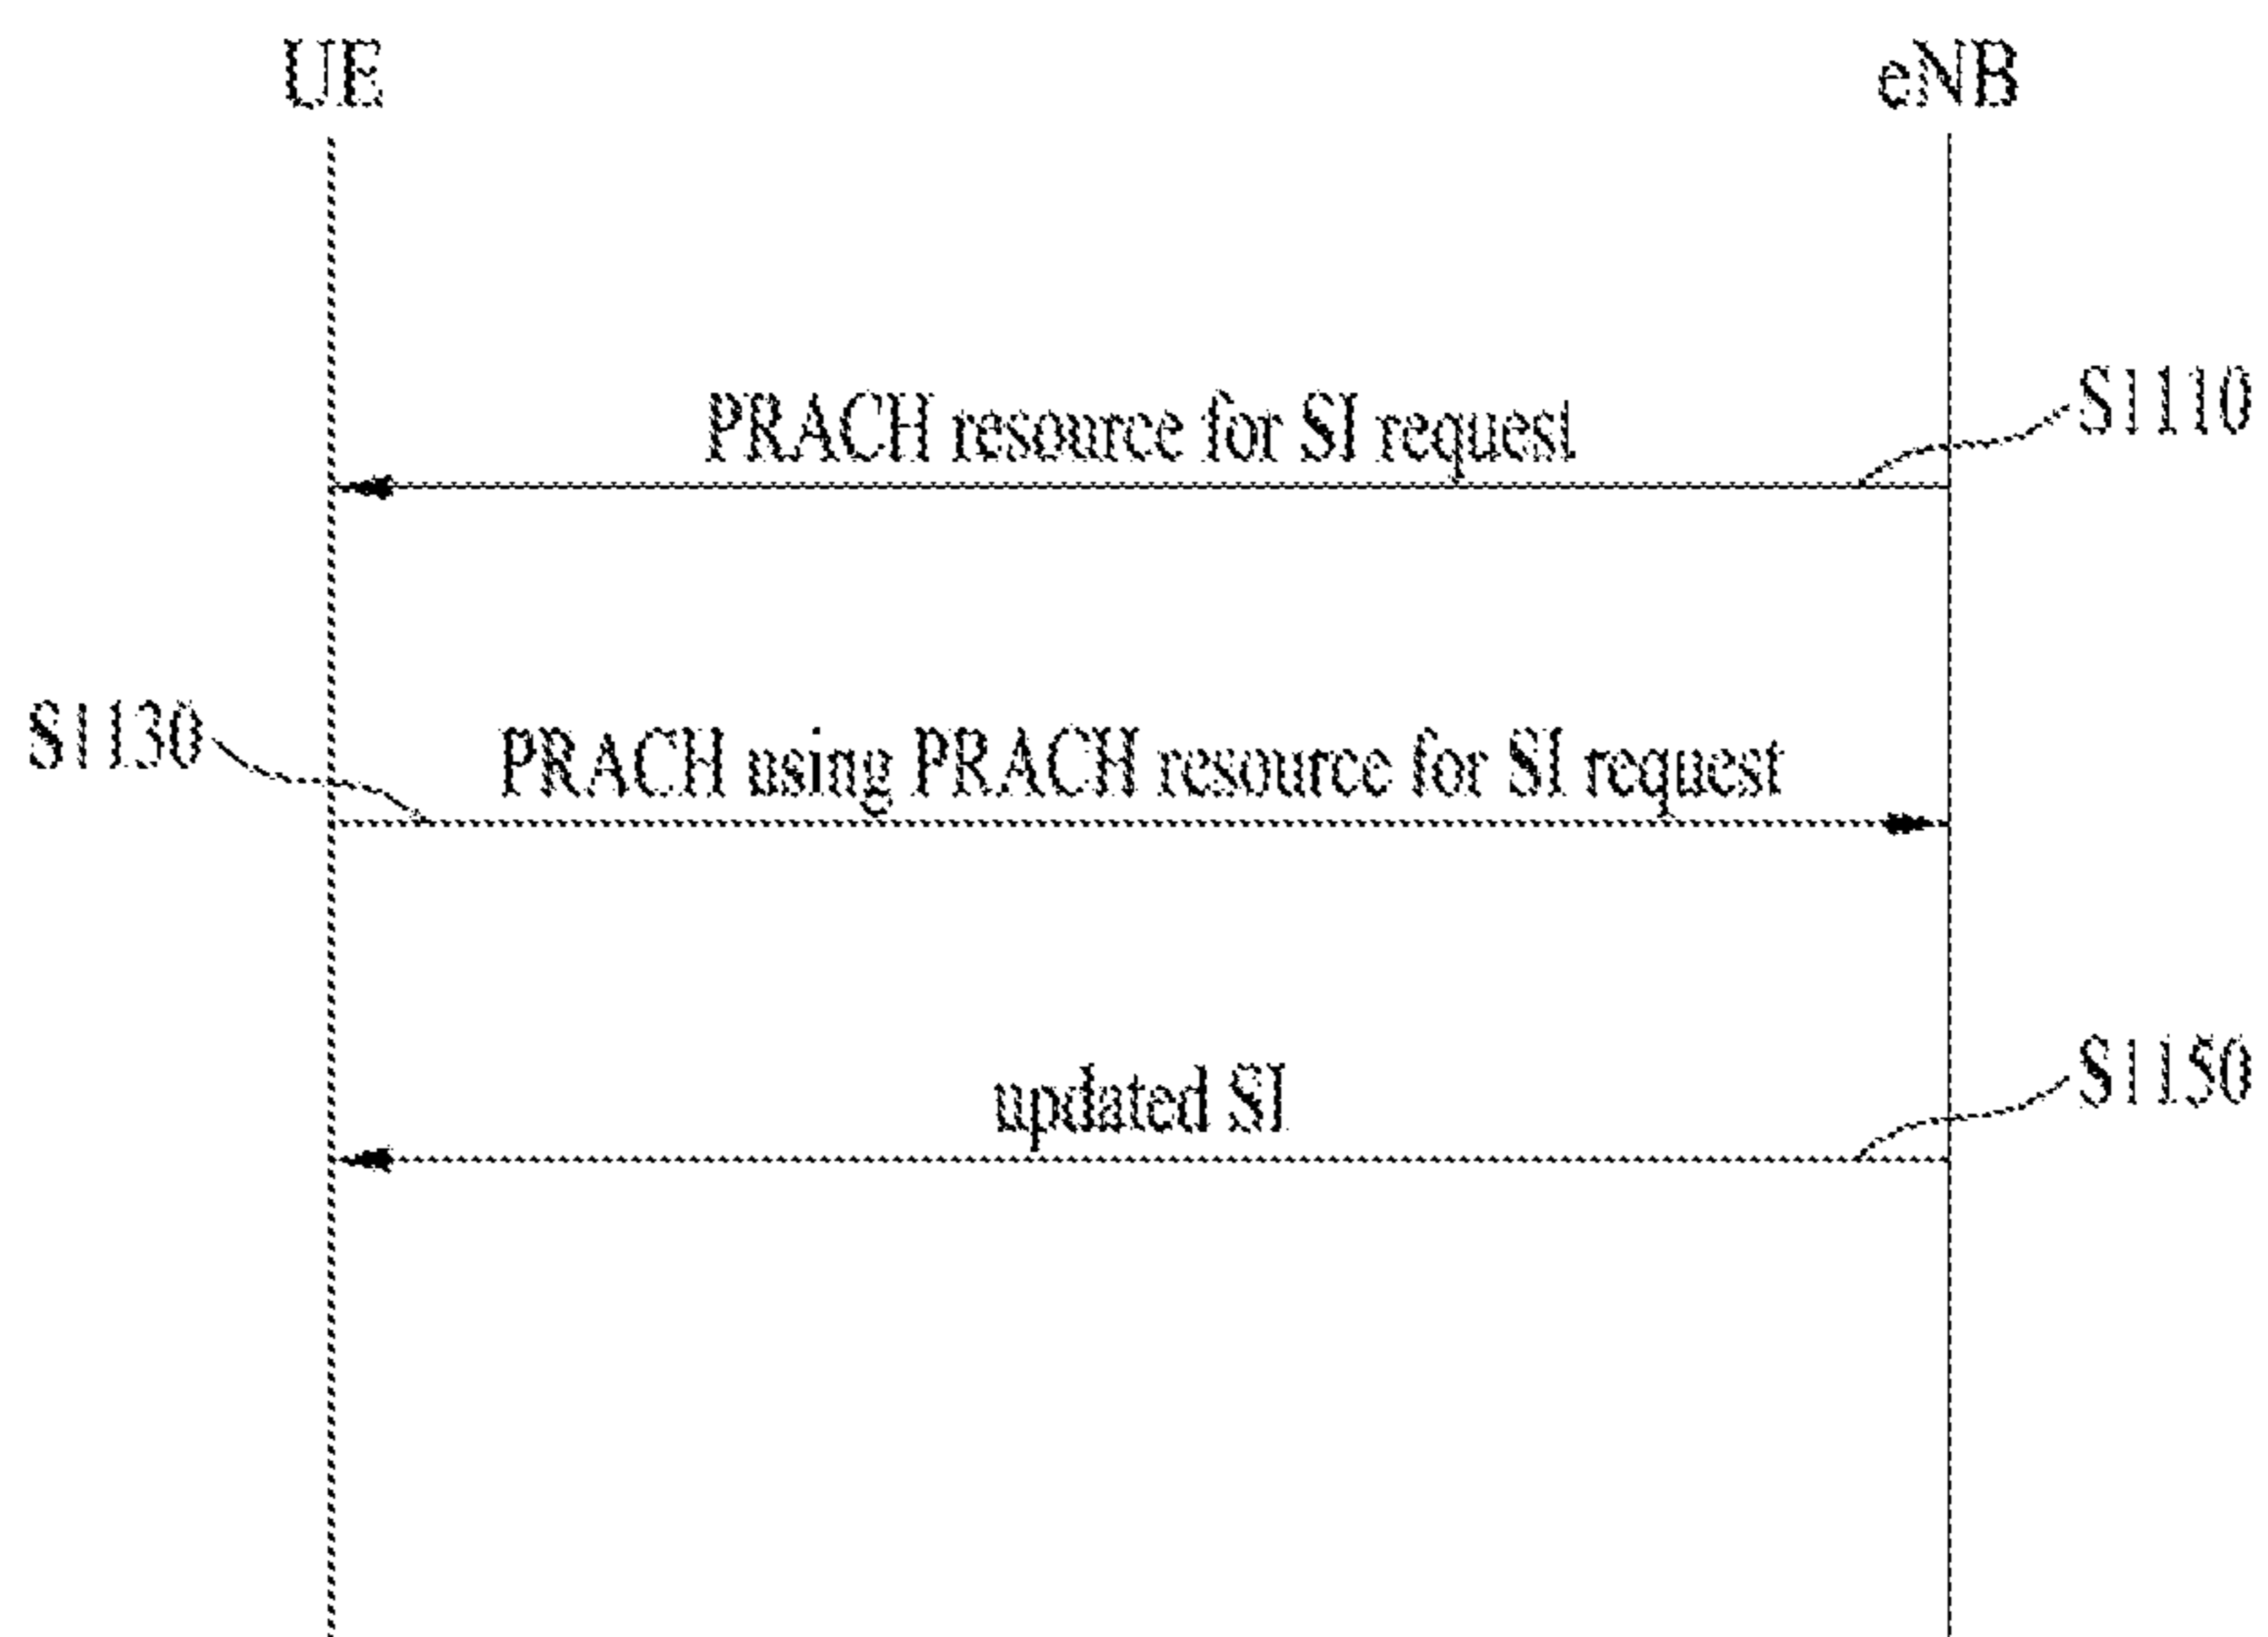 UE
eNB
PRACH resource for SI request
S1110
S1130
PRACH using PRACH resource for SI request
updated SI
S1150